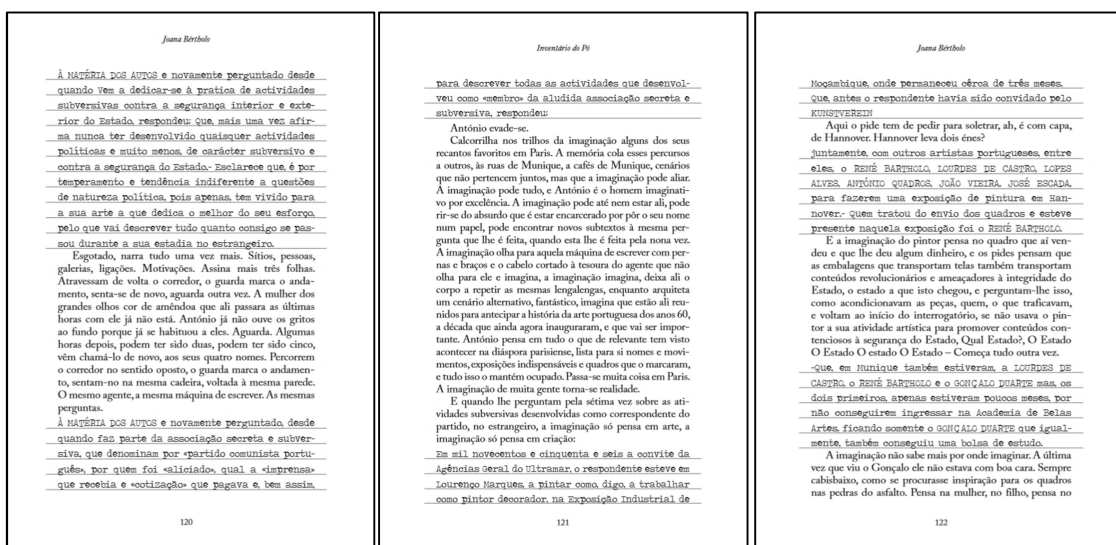 Joana Bértholo
À MATÉRIA DOS AUTOS e novamente perguntado desde
quando Vem a dedicar-se à pratica de actividades
subversivas contra a segurança interior e exte-
rior do Estado, respondeu: Que, mais uma vez afir-
ma nunca ter desenvolvido quaisquer actividades
políticas e muito menos, de carácter subversivo e
contra a segurança do Estado.- Esclarece que, é por
temperamento e tendência indiferente a questões
de natureza política, pois apenas, tem vivido para
a sua arte a que dedica o melhor do seu esforço,
pelo que vai descrever tudo quanto consigo se pas-
sou durante a sua estadia no estrangeiro.
Esgotado, narra tudo uma vez mais. Sítios, pessoas,
galerias, ligações. Motivações. Assina mais três folhas.
Atravessam de volta o corredor, o guarda marca o anda-
mento, senta-se de novo, aguarda outra vez. A mulher dos
grandes olhos cor de amêndoa que ali passara as últimas
horas com ele já não está. António já não ouve os gritos
ao fundo porque já se habituou a eles. Aguarda. Algumas
horas depois, podem ter sido duas, podem ter sido cinco,
vêm chamá-lo de novo, aos seus quatro nomes. Percorrem
o corredor no sentido oposto, o guarda marca o andamen-
to, sentam-no na mesma cadeira, voltada à mesma parede.
O mesmo agente, a mesma máquina de escrever. As mesmas
perguntas.
À MATÉRIA DOS AUTOS e novamente perguntado, desde
quando faz parte da associação secreta e subver-
siva, que denominam por «partido comunista portu-
guês», por quem foi «aliciado», qual a «imprensa»
que recebia e «cotização» que pagava e, bem assim,
120
Inventário do Pó
para descrever todas as actividades que desenvol-
veu como «membro» da aludida associação secreta e
subversiva, respondeu:
António evade-se.
Calcorrilha nos trilhos da imaginação alguns dos seus
recantos favoritos em Paris. A memória cola esses percursos
a outros, às ruas de Munique, a cafés de Munique, cenários
que não pertencem juntos, mas que a imaginação pode aliar.
A imaginação pode tudo, e António é o homem imaginati-
vo por excelência. A imaginação pode até nem estar ali, pode
rir-se do absurdo que é estar encarcerado por pôr o seu nome
num papel, pode encontrar novos subtextos à mesma per-
gunta que lhe é feita, quando esta lhe é feita pela nona vez.
A imaginação olha para aquela máquina de escrever com per-
nas e braços e o cabelo cortado à tesoura do agente que não
olha para ele e imagina, a imaginação imagina, deixa ali o
corpo a repetir as mesmas lengalengas, enquanto arquiteta
um cenário alternativo, fantástico, imagina que estão ali reu-
nidos para antecipar a história da arte portuguesa dos anos 60,
a década que ainda agora inauguraram, e que vai ser impor-
tante. António pensa em tudo o que de relevante tem visto
acontecer na diáspora parisiense, lista para si nomes e movi-
mentos, exposições indispensáveis e quadros que o marcaram,
e tudo isso o mantém ocupado. Passa-se muita coisa em Paris.
A imaginação de muita gente torna-se realidade.
E quando lhe perguntam pela sétima vez sobre as ati-
vidades subversivas desenvolvidas como correspondente do
partido, no estrangeiro, a imaginação só pensa em arte, a
imaginação só pensa em criação:
Em mil novecentos e cinquenta e seis a convite da
Agências Geral do Ultramar, o respondente esteve em
Lourenço Marques, a pintar como, digo, a trabalhar
como pintor decorador, na Exposição Industrial de
121
Joana Bértholo
Moçambique, onde permaneceu cêrca de três meses.
Que, antes o respondente havia sido convidado pelo
KUNSTVEREIN
Aqui o pide tem de pedir para soletrar, ah, é com capa,
de Hannover. Hannover leva dois énes?
juntamente, com outros artistas portugueses, entre
eles, o RENÉ BARTHOLO, LOURDES DE CASTRO, LOPES
ALVES, ANTÓNIO QUADROS, JOÃO VIEIRA, JOSÉ ESCADA,
para fazerem uma exposição de pintura em Han-
nover.- Quem tratou do envio dos quadros e esteve
presente naquela exposição foi o RENÉ BARTHOLO.
E a imaginação do pintor pensa no quadro que aí ven-
deu e que lhe deu algum dinheiro, e os pides pensam que
as embalagens que transportam telas também transportam
conteúdos revolucionários e ameaçadores à integridade do
Estado, o estado a que isto chegou, e perguntam-lhe isso,
como acondicionavam as peças, quem, o que traficavam,
e voltam ao início do interrogatório, se não usava o pin-
tor a sua atividade artística para promover conteúdos con-
tenciosos à segurança do Estado, Qual Estado?, O Estado
O Estado O estado O Estado – Começa tudo outra vez.
-Que, em Munique também estiveram, a LOURDES DE
CASTRO, o RENÉ BARTHOLO e o GONÇALO DUARTE mas, os
dois primeiros, apenas estiveram poucos meses, por
não conseguirem ingressar na Academia de Belas
Artes, ficando somente o GONÇALO DUARTE que igual-
mente, também conseguiu uma bolsa de estudo.
A imaginação não sabe mais por onde imaginar. A última
vez que viu o Gonçalo ele não estava com boa cara. Sempre
cabisbaixo, como se procurasse inspiração para os quadros
nas pedras do asfalto. Pensa na mulher, no filho, pensa no
122